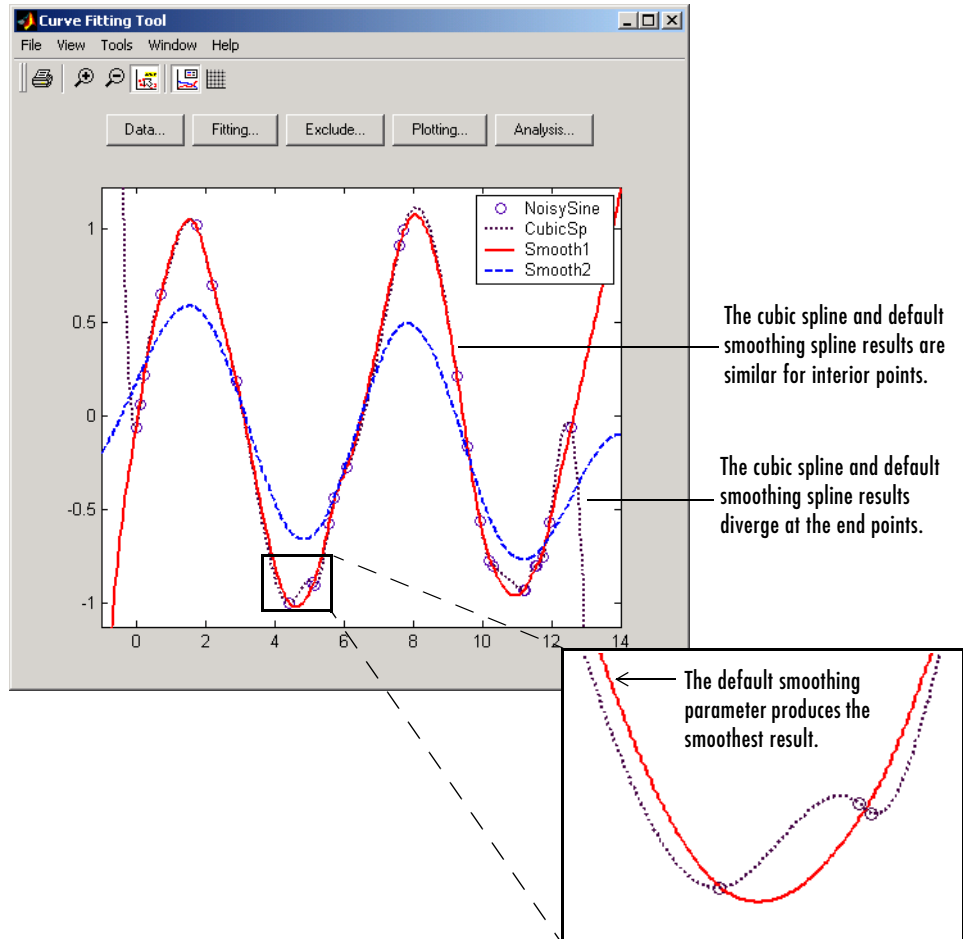 Curve Fitting Tool
File View Tools Window Help
Data... Fitting... Exclude... Plotting... Analysis...
NoisySine
CubicSp
Smooth1
Smooth2
1
0.5
0
-0.5
-1
0 2 4 6 8 10 12 14
The cubic spline and default
smoothing spline results are
similar for interior points.
The cubic spline and default
smoothing spline results
diverge at the end points.
The default smoothing
parameter produces the
smoothest result.